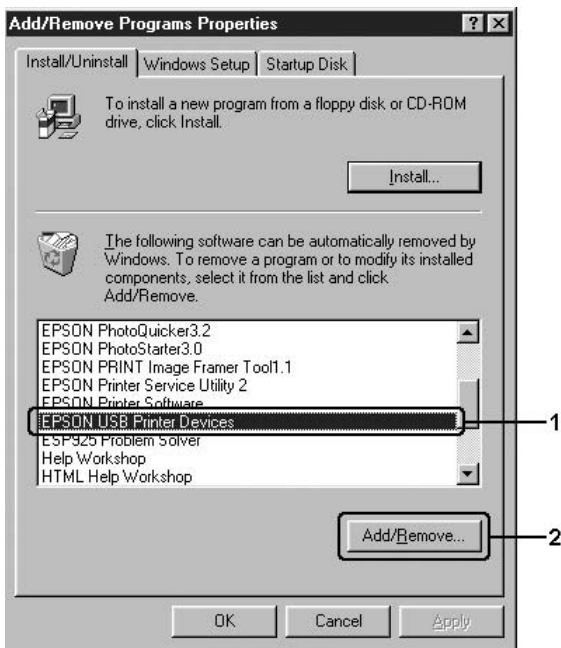 Add/Remove Programs Properties
Install/Uninstall
Windows Setup
Startup Disk
To install a new program from a floppy disk or CD-ROM
drive, click Install.
Install...
The following software can be automatically removed by
Windows. To remove a program or to modify its installed
components, select it from the list and click
Add/Remove.
EPSON PhotoQuicker3.2
EPSON PhotoStarter3.0
EPSON PRINT Image Framer Tool1.1
EPSON Printer Service Utility 2
EPSON Printer Software
EPSON USB Printer Devices
1
ESP925 Problem Solver
Help Workshop
HTML Help Workshop
Add/Remove...
2
OK
Cancel
Apply